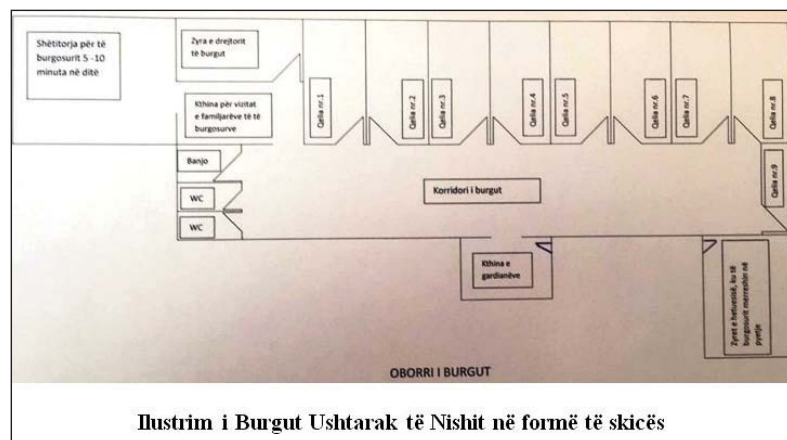 Shëtitorja për të
burgosurit 5 -10
minuta në ditë
Zyra e drejtorit
të burgut
Kthina për vizitat
e familjarëve të të
burgosurve
Qelia nr.1
Qelia nr.2
Qelia nr.3
Qelia nr.4
Qelia nr.5
Qelia nr.6
Qelia nr.7
Qelia nr.8
Qelia nr.9
Banjo
WC
WC
Korridori i burgut
Kthina e
gardianëve
Zyret e hetuesisë, ku të
burgosurit merreshin në
pyetje
OBORRI I BURGUT
Ilustrim i Burgut Ushtarak të Nishit në formë të skicës